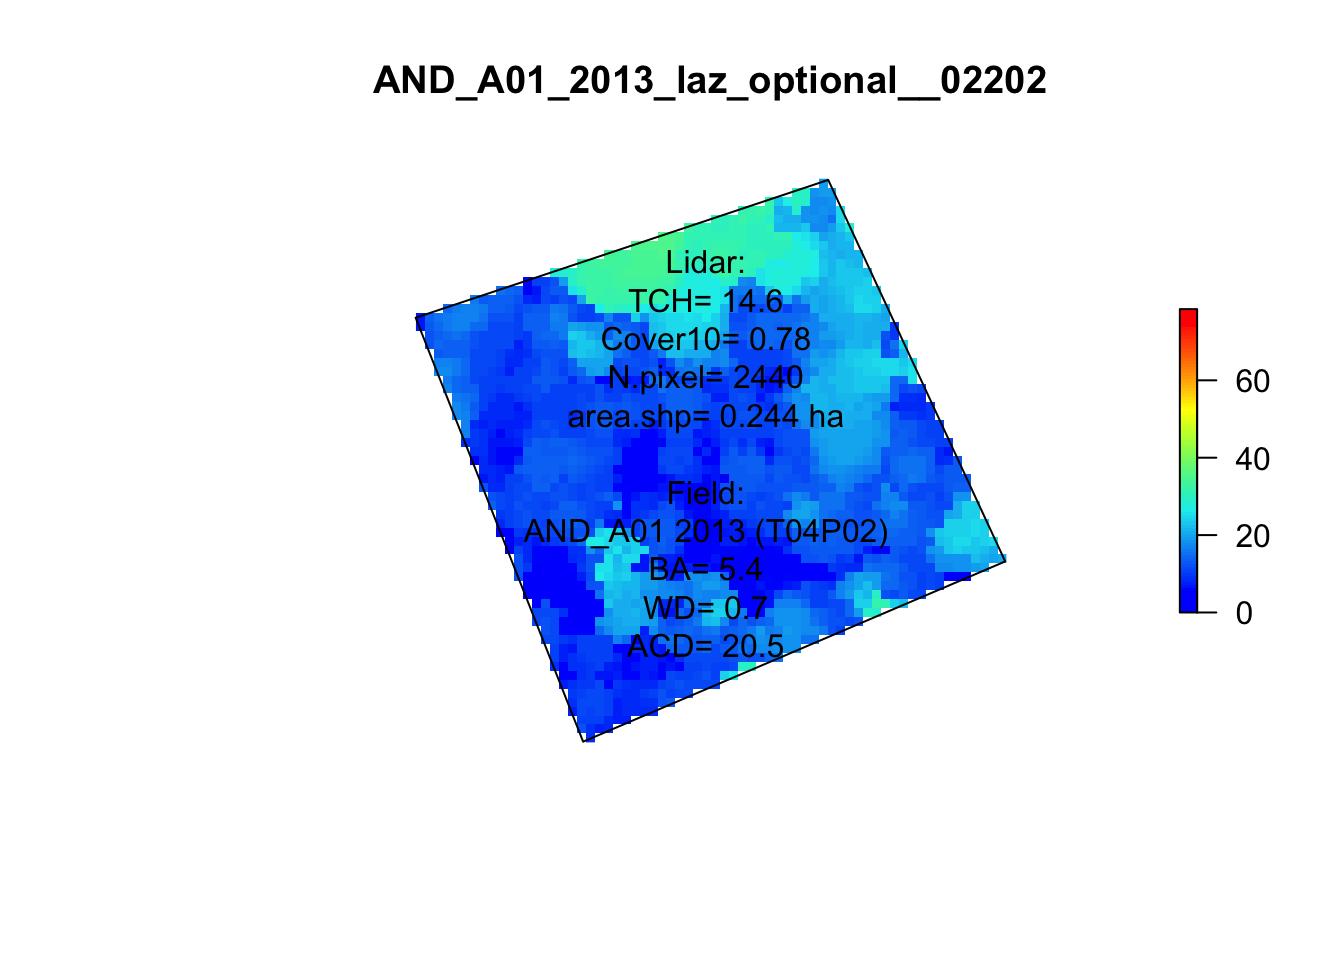 AND_A01_2013_laz_optional__02202
Lidar:
TCH= 14.6
Cover10= 0.78
N.pixel= 2440
area.shp= 0.244 ha
Field:
AND_A01 2013 (T04P02)
BA= 5.4
WD= 0.7
ACD= 20.5
60
40
20
0